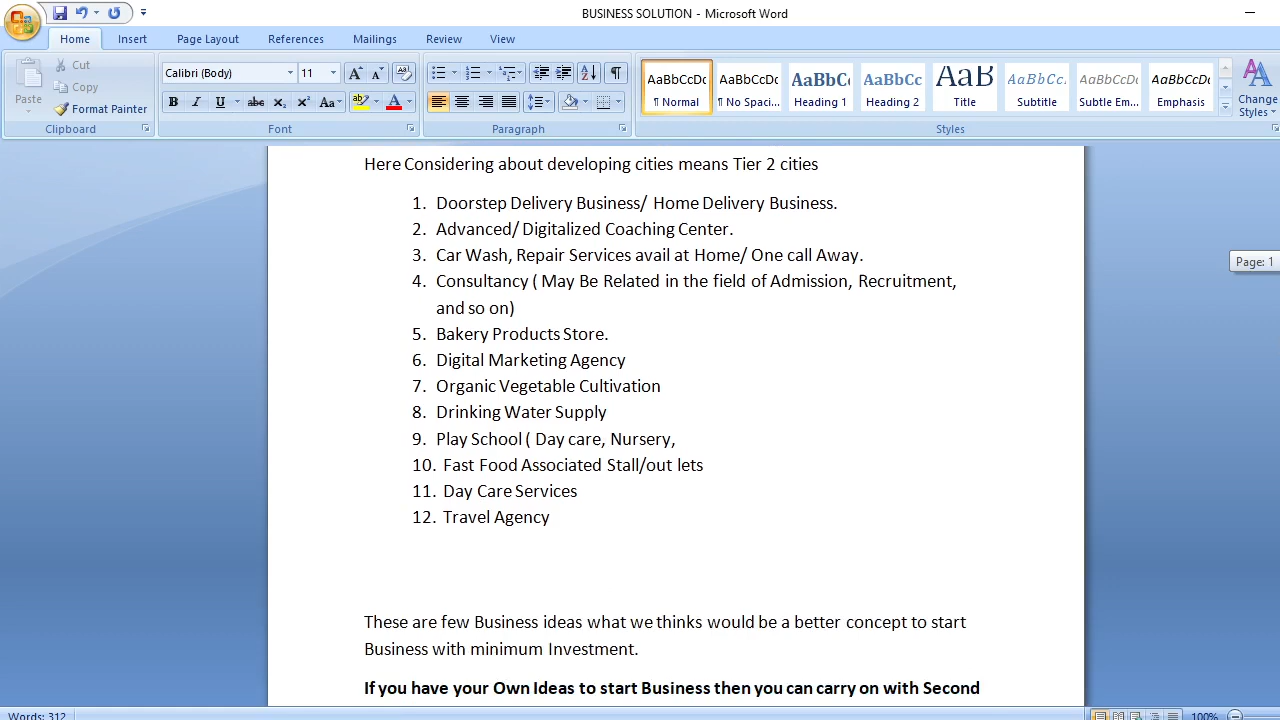 BUSINESS SOLUTION - Microsoft Word
Home Insert Page Layout References Mailings Review View
Paste
Cut
Copy
Format Painter
Clipboard
Calibri (Body) 11
Font
Paragraph
AaBbCcDc AaBbCcDc AaBbCc AaBbCc AaB AaBbCc. AaBbCcDc AaBbCcDc
¶ Normal ¶ No Spaci... Heading 1 Heading 2 Title Subtitle Subtle Em... Emphasis
Change Styles
Styles
Here Considering about developing cities means Tier 2 cities
1. Doorstep Delivery Business/ Home Delivery Business.
2. Advanced/ Digitalized Coaching Center.
3. Car Wash, Repair Services avail at Home/ One call Away.
4. Consultancy ( May Be Related in the field of Admission, Recruitment,
and so on)
5. Bakery Products Store.
6. Digital Marketing Agency
7. Organic Vegetable Cultivation
8. Drinking Water Supply
9. Play School ( Day care, Nursery,
10. Fast Food Associated Stall/out lets
11. Day Care Services
12. Travel Agency
These are few Business ideas what we thinks would be a better concept to start
Business with minimum Investment.
If you have your Own Ideas to start Business then you can carry on with Second
Page: 1
Words: 312
100%